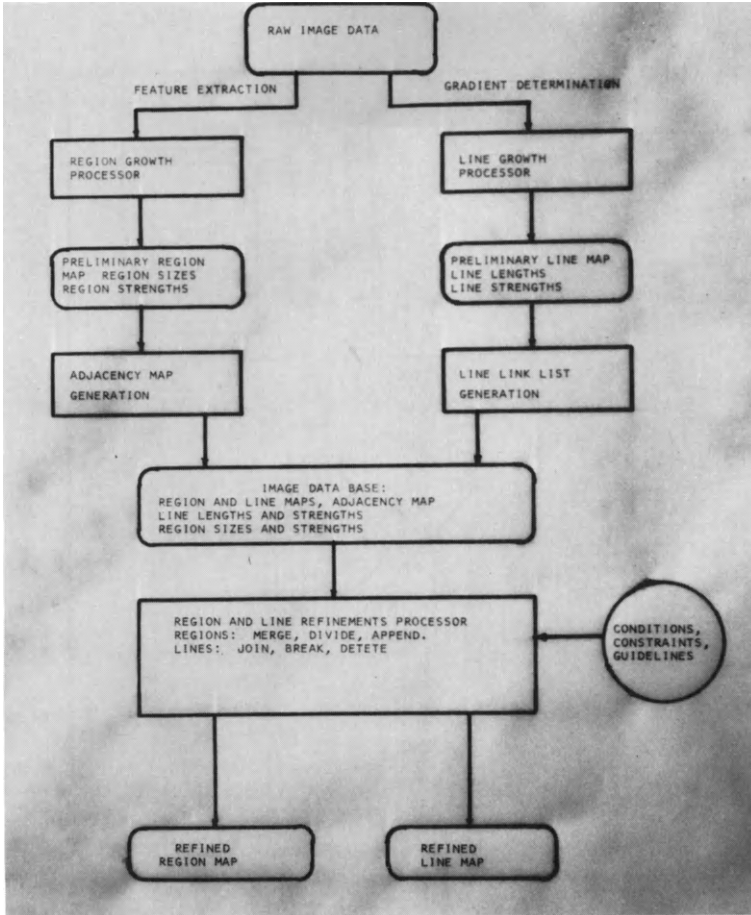 RAW IMAGE DATA
FEATURE EXTRACTION
GRADIENT DETERMINATION
REGION GROWTH
PROCESSOR
LINE GROWTH
PROCESSOR
PRELIMINARY REGION
MAP REGION SIZES
REGION STRENGTHS
PRELIMINARY LINE MAP
LINE LENGTHS
LINE STRENGTHS
ADJACENCY MAP
GENERATION
LINE LINK LIST
GENERATION
IMAGE DATA BASE:
REGION AND LINE MAPS, ADJACENCY MAP
LINE LENGTHS AND STRENGTHS
REGION SIZES AND STRENGTHS
REGION AND LINE REFINEMENTS PROCESSOR
REGIONS: MERGE, DIVIDE, APPEND.
LINES: JOIN, BREAK, DETETE
CONDITIONS,
CONSTRAINTS,
GUIDELINES
REFINED
REGION MAP
REFINED
LINE MAP